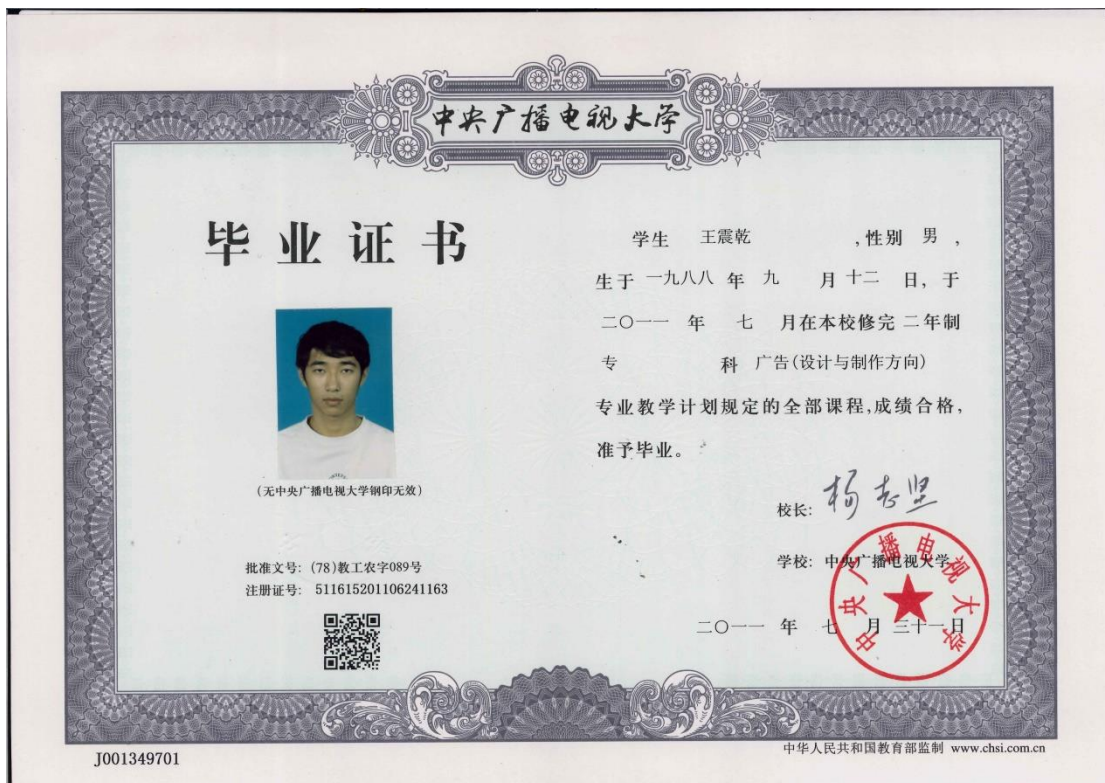 中央广播电视大学
毕业证书
学生 王震乾 ,性别 男 ,
生于 一九八八 年 九 月 十二 日, 于
二〇一一 年 七 月在本校修完 二年制
专 科 广告(设计与制作方向)
专业教学计划规定的全部课程,成绩合格,
准予毕业。
(无中央广播电视大学钢印无效)
校长: 杨志坚
批准文号: (78)教工农字089号
注册证号: 511615201106241163
学校: 中央广播电视大学
中央广播电视大学
二〇一一 年 七 月 三十一 日
J001349701
中华人民共和国教育部监制 www.chsi.com.cn